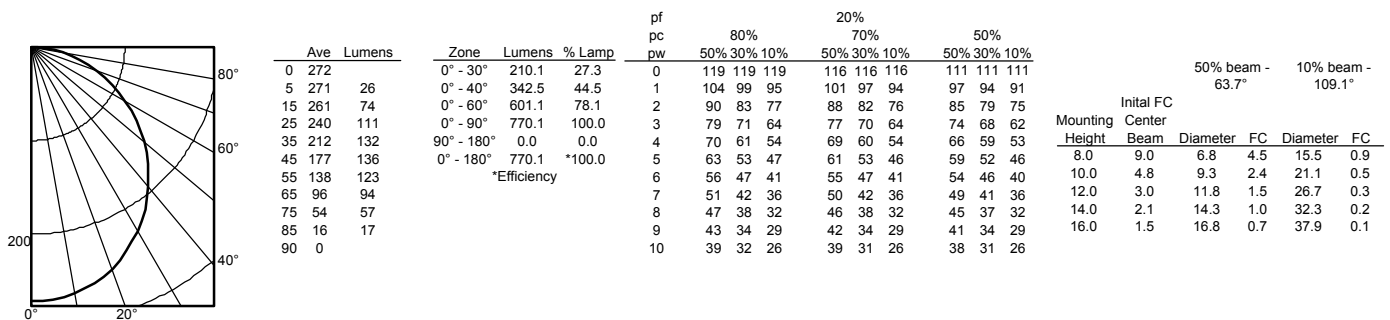 80°
60°
200
40°
0° 20°
Ave Lumens
0 272
5 271 26
15 261 74
25 240 111
35 212 132
45 177 136
55 138 123
65 96 94
75 54 57
85 16 17
90 0
Zone Lumens % Lamp
0° - 30° 210.1 27.3
0° - 40° 342.5 44.5
0° - 60° 601.1 78.1
0° - 90° 770.1 100.0
90° - 180° 0.0 0.0
0° - 180° 770.1 *100.0
*Efficiency
pf 20%
pc 80% 70% 50%
pw 50% 30% 10% 50% 30% 10% 50% 30% 10%
0 119 119 119 116 116 116 111 111 111
1 104 99 95 101 97 94 97 94 91
2 90 83 77 88 82 76 85 79 75
3 79 71 64 77 70 64 74 68 62
4 70 61 54 69 60 54 66 59 53
5 63 53 47 61 53 46 59 52 46
6 56 47 41 55 47 41 54 46 40
7 51 42 36 50 42 36 49 41 36
8 47 38 32 46 38 32 45 37 32
9 43 34 29 42 34 29 41 34 29
10 39 32 26 39 31 26 38 31 26
50% beam - 10% beam -
63.7° 109.1°
Inital FC
Mounting Center
Height Beam Diameter FC Diameter FC
8.0 9.0 6.8 4.5 15.5 0.9
10.0 4.8 9.3 2.4 21.1 0.5
12.0 3.0 11.8 1.5 26.7 0.3
14.0 2.1 14.3 1.0 32.3 0.2
16.0 1.5 16.8 0.7 37.9 0.1